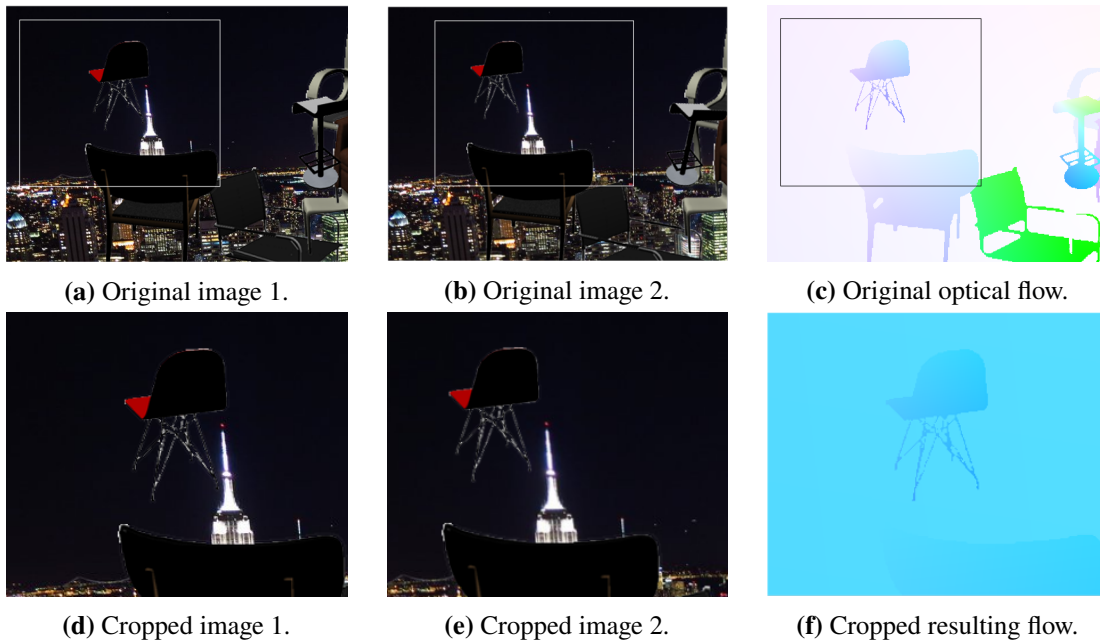 (a) Original image 1.
(b) Original image 2.
(c) Original optical flow.
(d) Cropped image 1.
(e) Cropped image 2.
(f) Cropped resulting flow.